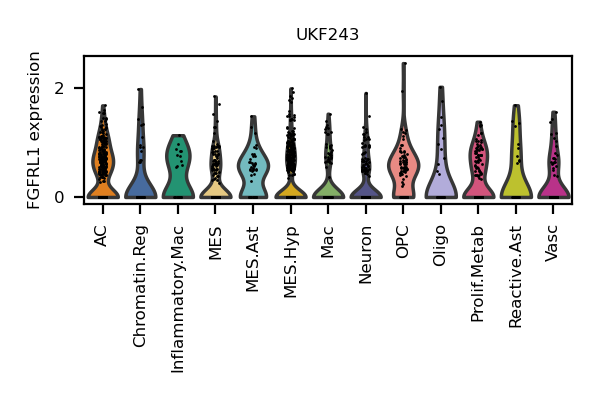 UKF243
FGFRL1 expression
2
0
AC
Chromatin.Reg
Inflammatory.Mac
MES
MES.Ast
MES.Hyp
Mac
Neuron
OPC
Oligo
Prolif.Metab
Reactive.Ast
Vasc